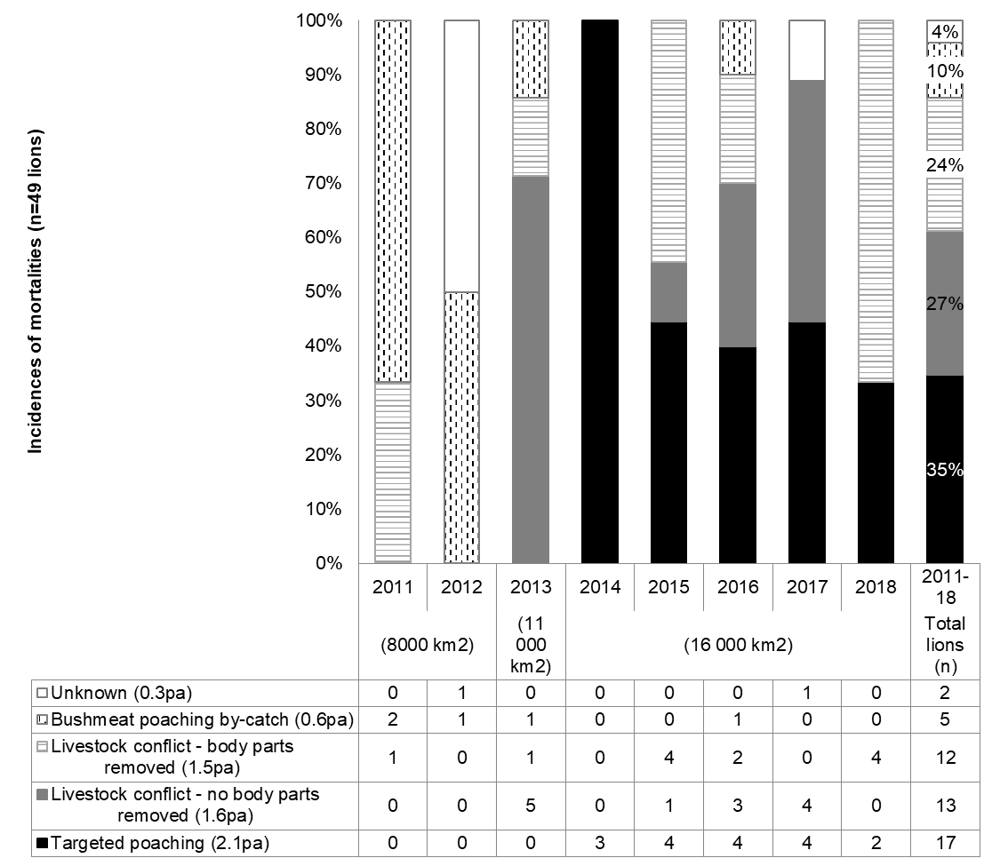 100%
90%
80%
70%
60%
50%
40%
30%
20%
10%
0%
Incidences of mortalities (n=49 lions)
4%
10%
24%
27%
35%
2011 2012 2013 2014 2015 2016 2017 2018 2011-
18
(8000 km2) (11
000
km2) (16 000 km2) Total
lions
(n)
Unknown (0.3pa) 0 1 0 0 0 0 1 0 2
Bushmeat poaching by-catch (0.6pa) 2 1 1 0 0 1 0 0 5
Livestock conflict - body parts
removed (1.5pa) 1 0 1 0 4 2 0 4 12
Livestock conflict - no body parts
removed (1.6pa) 0 0 5 0 1 3 4 0 13
Targeted poaching (2.1pa) 0 0 0 3 4 4 4 2 17